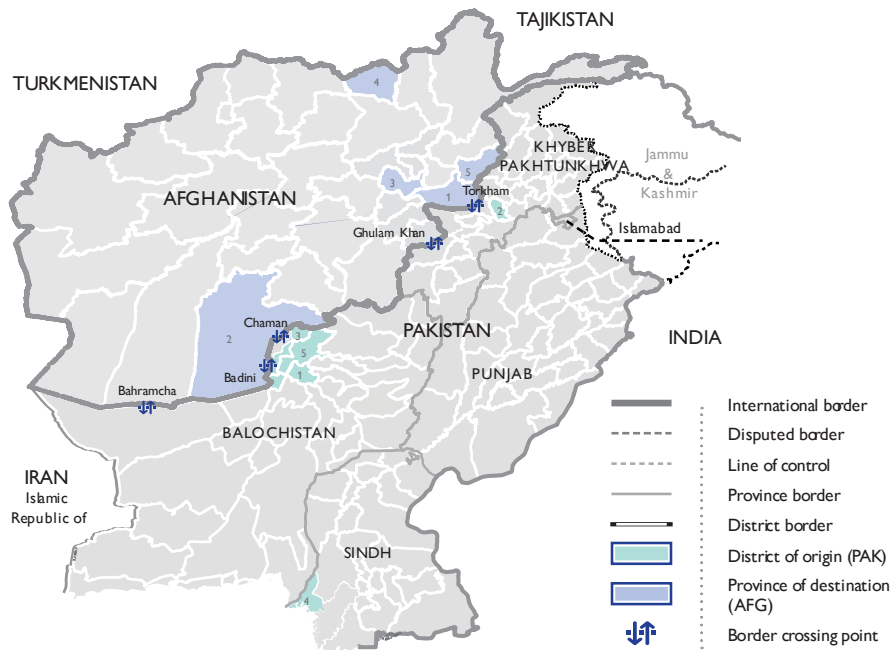 TAJIKISTAN
TURKMENISTAN
4
KHYBER
PAKHTUNKHWA
Jammu
&
Kashmir
5
3
1
Torkham
2
AFGHANISTAN
Islamabad
Ghulam Khan
Chaman
3
PAKISTAN
INDIA
2
5
Badini
1
PUNJAB
Bahramcha
BALOCHISTAN
IRAN
Islamic
Republic of
SINDH
4
International border
Disputed border
Line of control
Province border
District border
District of origin (PAK)
Province of destination
(AFG)
Border crossing point